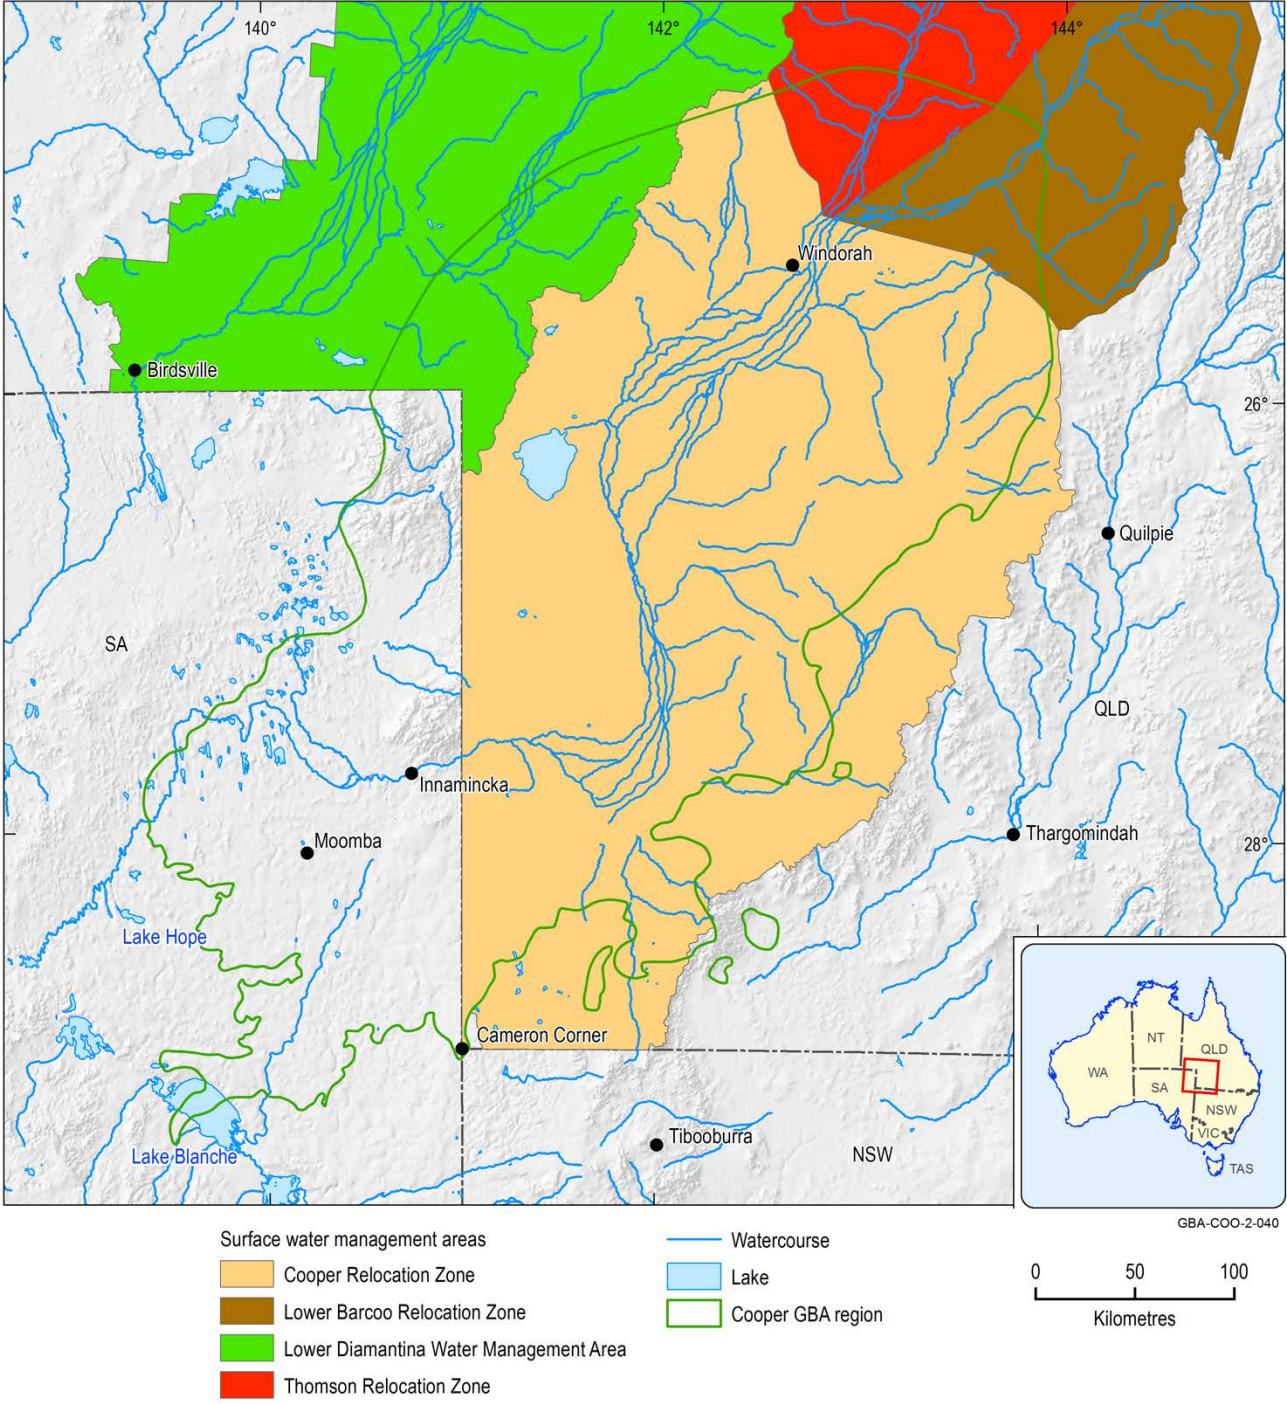 140°
142°
144°
Windorah
Birdsville
26°
Quilpie
SA
QLD
Innamincka
Moomba
Thargomindah
28°
Lake Hope
Cameron Corner
Tibooburra
NSW
Lake Blanche
NT
QLD
WA
SA
NSW
VIC
TAS
GBA-COO-2-040
Surface water management areas
Cooper Relocation Zone
Lower Barcoo Relocation Zone
Lower Diamantina Water Management Area
Thomson Relocation Zone
Watercourse
Lake
Cooper GBA region
0 50 100
Kilometres